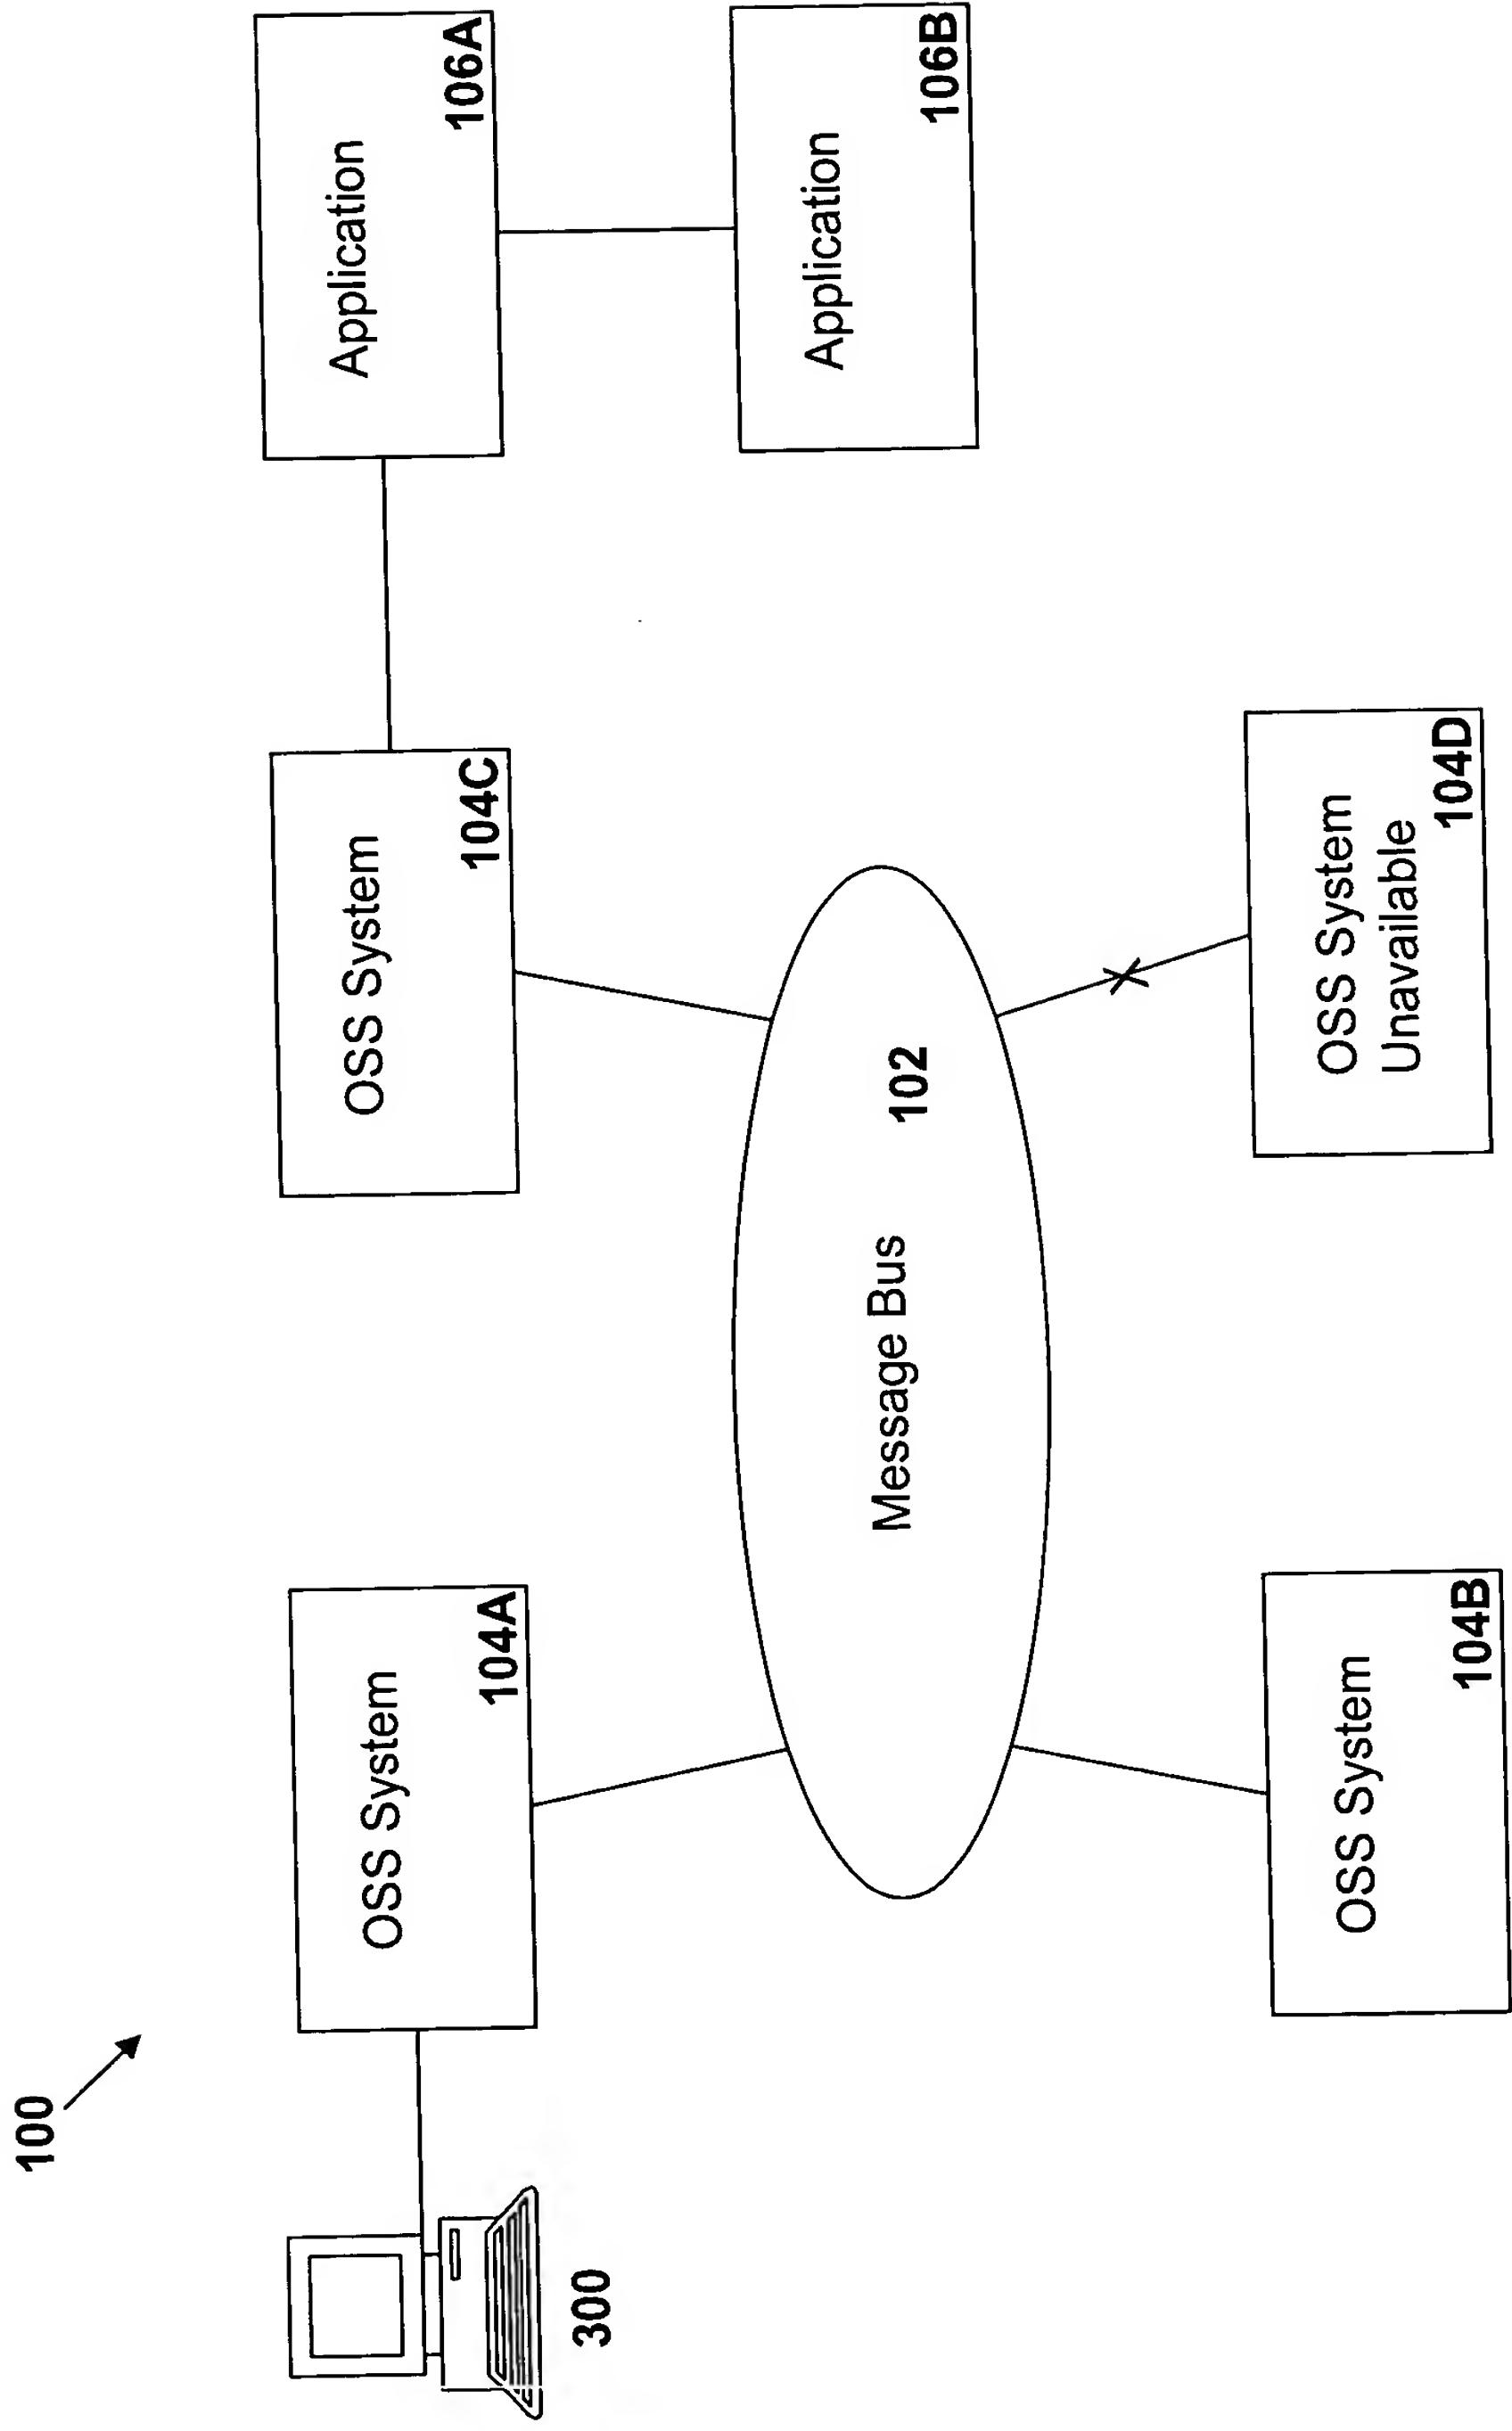 100
300
OSS System
104A
OSS System
104C
Application
106A
Application
106B
Message Bus
102
OSS System
104B
OSS System
Unavailable
104D